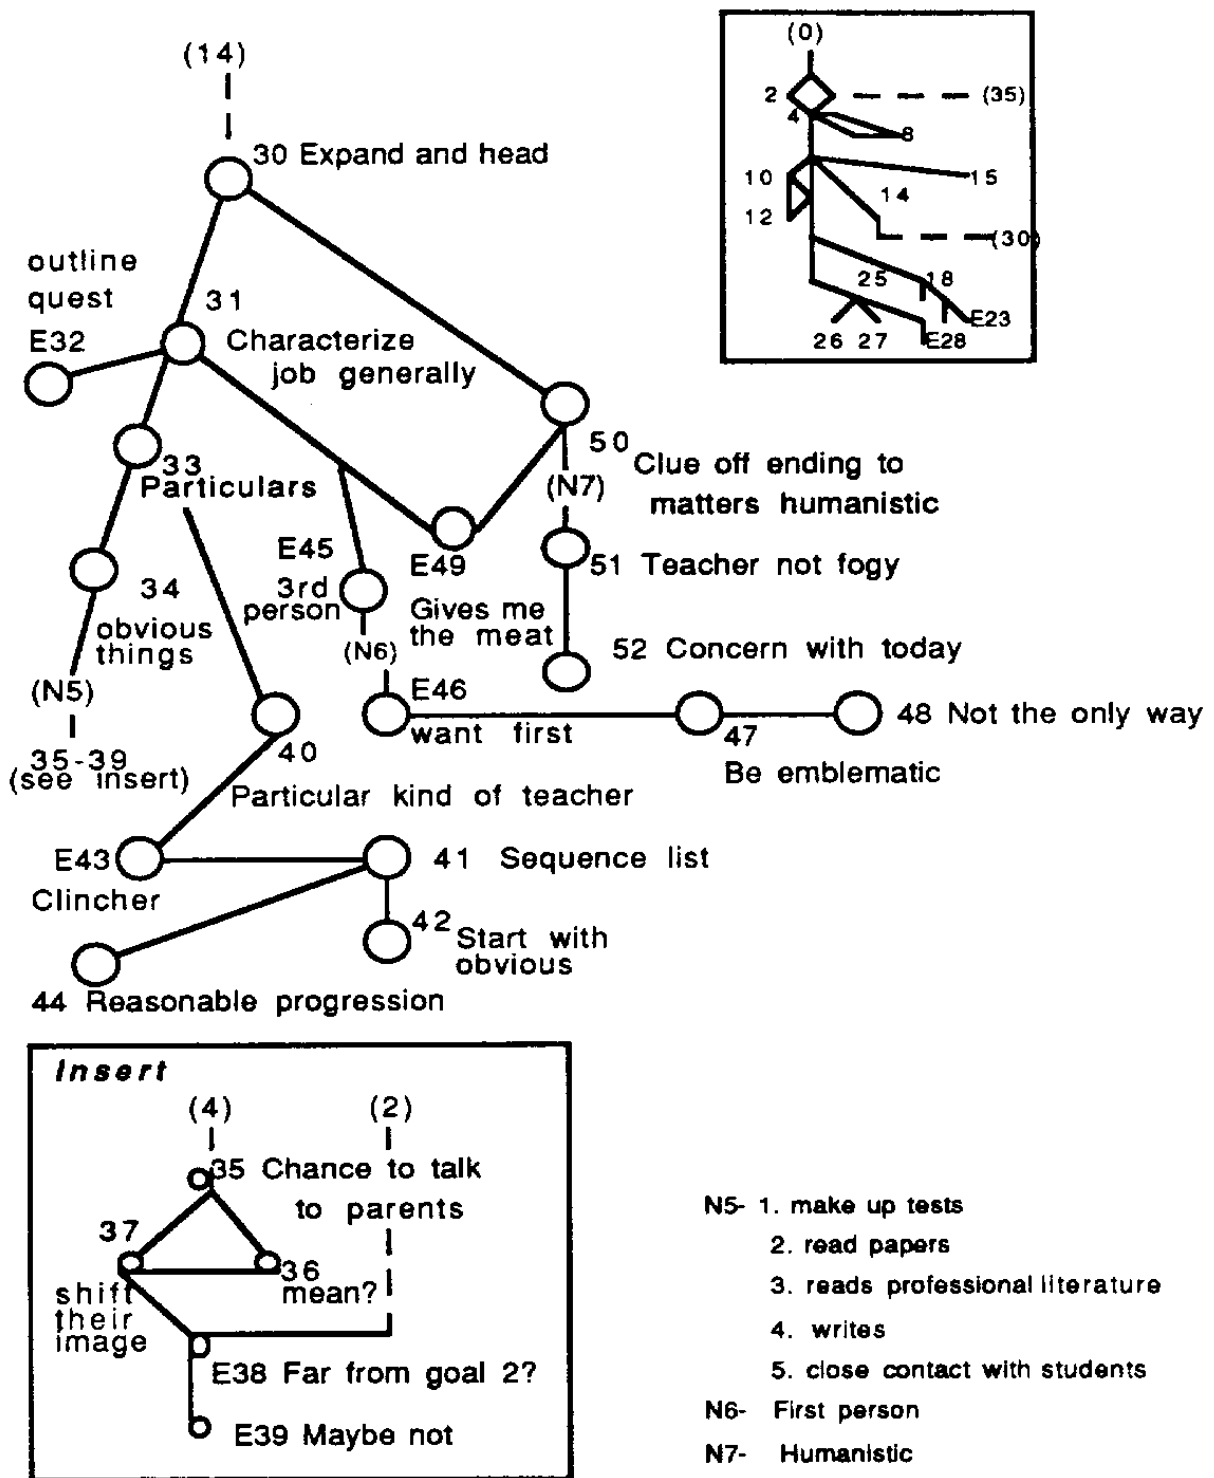 (14)
30 Expand and head
outline
quest
E32
31
Characterize
job generally
33
Particulars
50
Clue off ending to
matters humanistic
(N7)
E45
3rd
person
E49
Gives me
the meat
51 Teacher not fogy
34
obvious
things
(N6)
52 Concern with today
(N5)
35-39
(see insert)
E46
want first
47
Be emblematic
48 Not the only way
40
Particular kind of teacher
E43
Clincher
41 Sequence list
42
Start with
obvious
44 Reasonable progression
(0)
2
(35)
4
8
10
15
14
12
(30)
25
18
E23
26
27
E28
Insert
(4)
(2)
35 Chance to talk
to parents
37
36
mean?
shift
their
image
E38 Far from goal 2?
E39 Maybe not
N5- 1. make up tests
2. read papers
3. reads professional literature
4. writes
5. close contact with students
N6- First person
N7- Humanistic